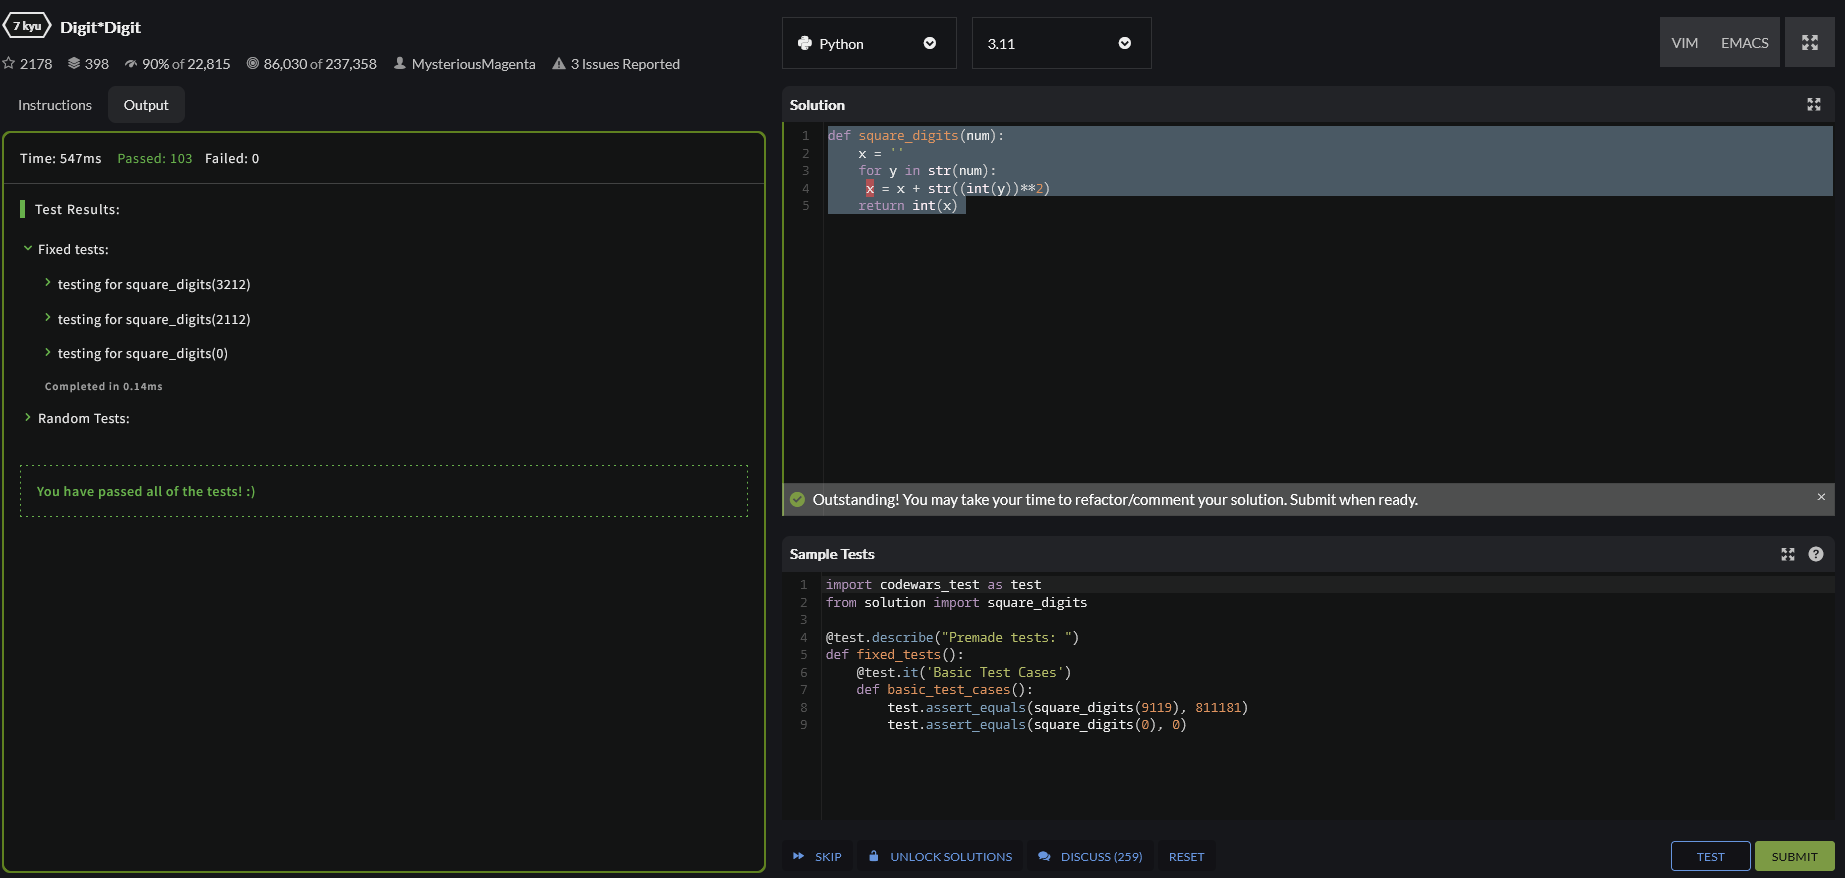 7 kyu Digit*Digit
2178 398 90% of 22,815 86,030 of 237,358 MysteriousMagenta 3 Issues Reported
Instructions Output
Time: 547ms Passed: 103 Failed: 0
Test Results:
Fixed tests:
testing for square_digits(3212)
testing for square_digits(2112)
testing for square_digits(0)
Completed in 0.14ms
Random Tests:
You have passed all of the tests! :)
Python 3.11 VIM EMACS
Solution
1 def square_digits(num):
2     x = ''
3     for y in str(num):
4      x = x + str((int(y))**2)
5     return int(x)
Outstanding! You may take your time to refactor/comment your solution. Submit when ready.
Sample Tests
1 import codewars_test as test
2 from solution import square_digits
3
4 @test.describe("Premade tests: ")
5 def fixed_tests():
6     @test.it('Basic Test Cases')
7     def basic_test_cases():
8         test.assert_equals(square_digits(9119), 811181)
9         test.assert_equals(square_digits(0), 0)
SKIP UNLOCK SOLUTIONS DISCUSS (259) RESET TEST SUBMIT